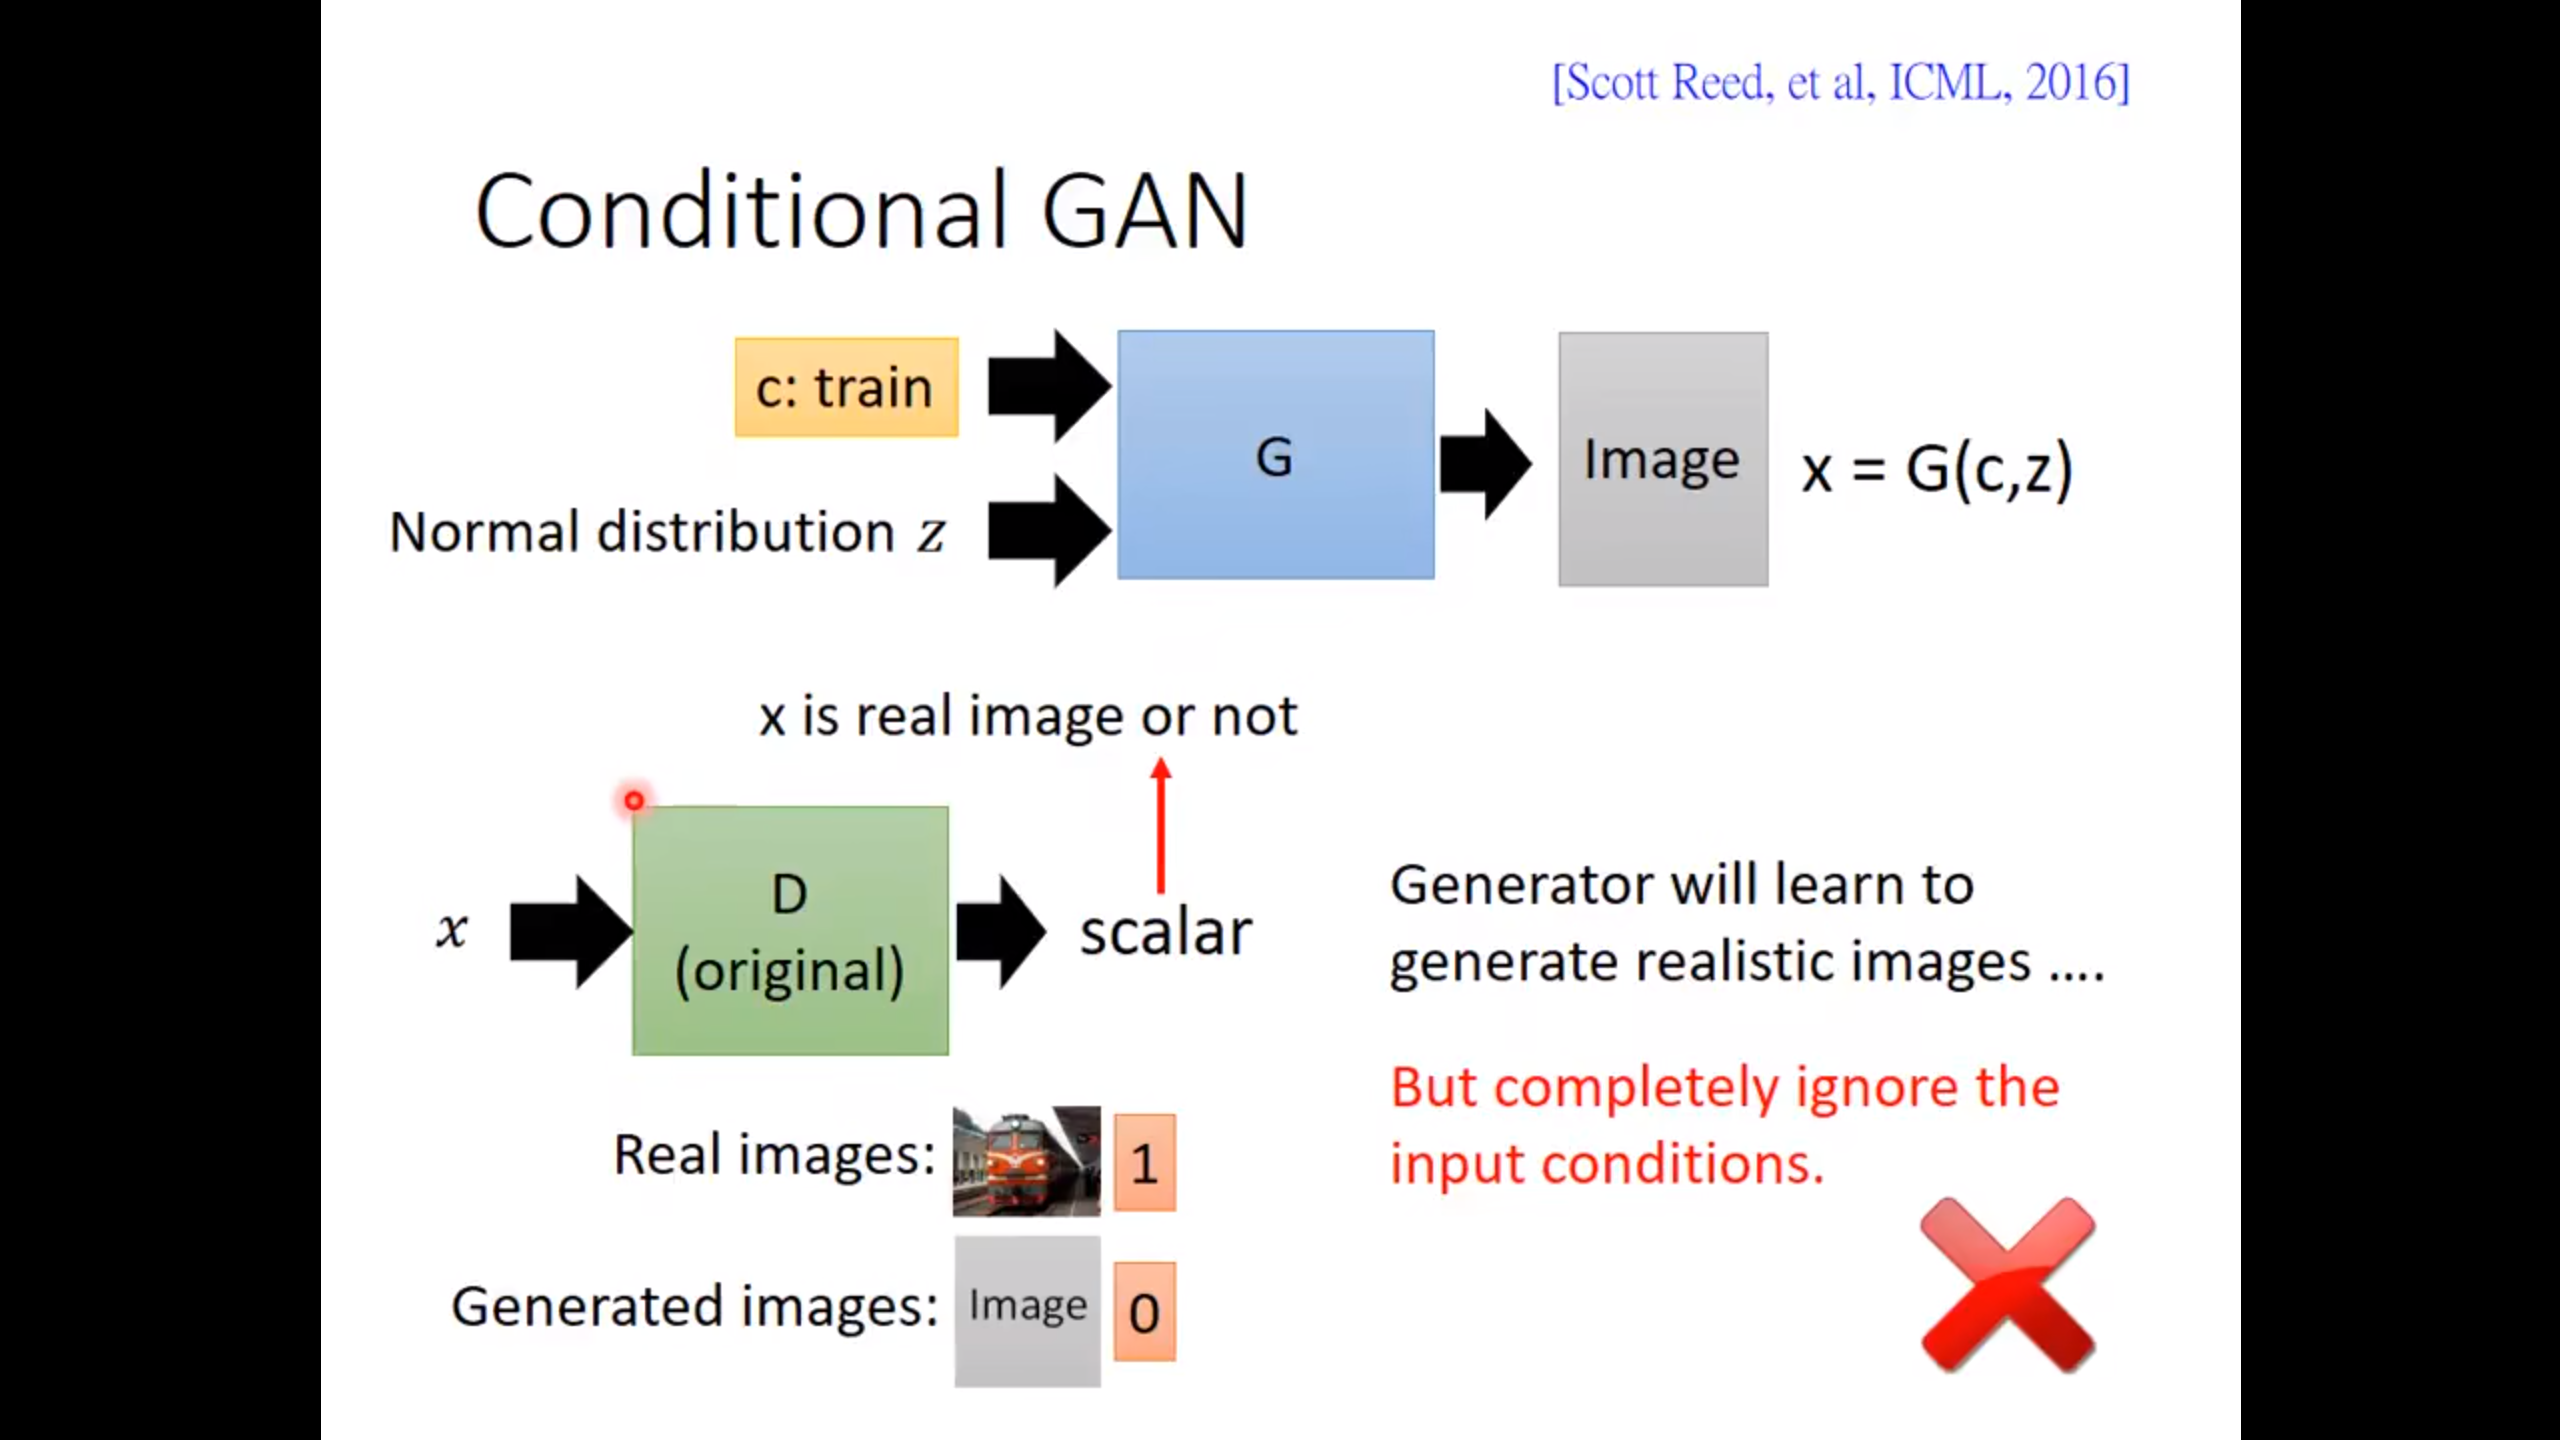 [Scott Reed, et al, ICML, 2016]
Conditional GAN
c: train
Normal distribution z
G
Image
x = G(c,z)
x is real image or not
x
D
(original)
scalar
Generator will learn to
generate realistic images ....
But completely ignore the
input conditions.
Real images:
1
Generated images:
Image
0